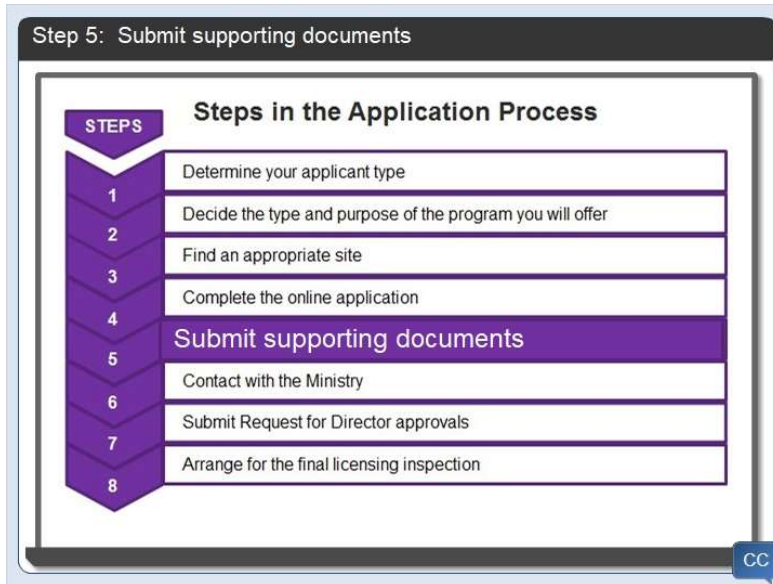 Step 5: Submit supporting documents
Steps in the Application Process
STEPS
1 Determine your applicant type
2 Decide the type and purpose of the program you will offer
3 Find an appropriate site
4 Complete the online application
5 Submit supporting documents
6 Contact with the Ministry
7 Submit Request for Director approvals
8 Arrange for the final licensing inspection
CC